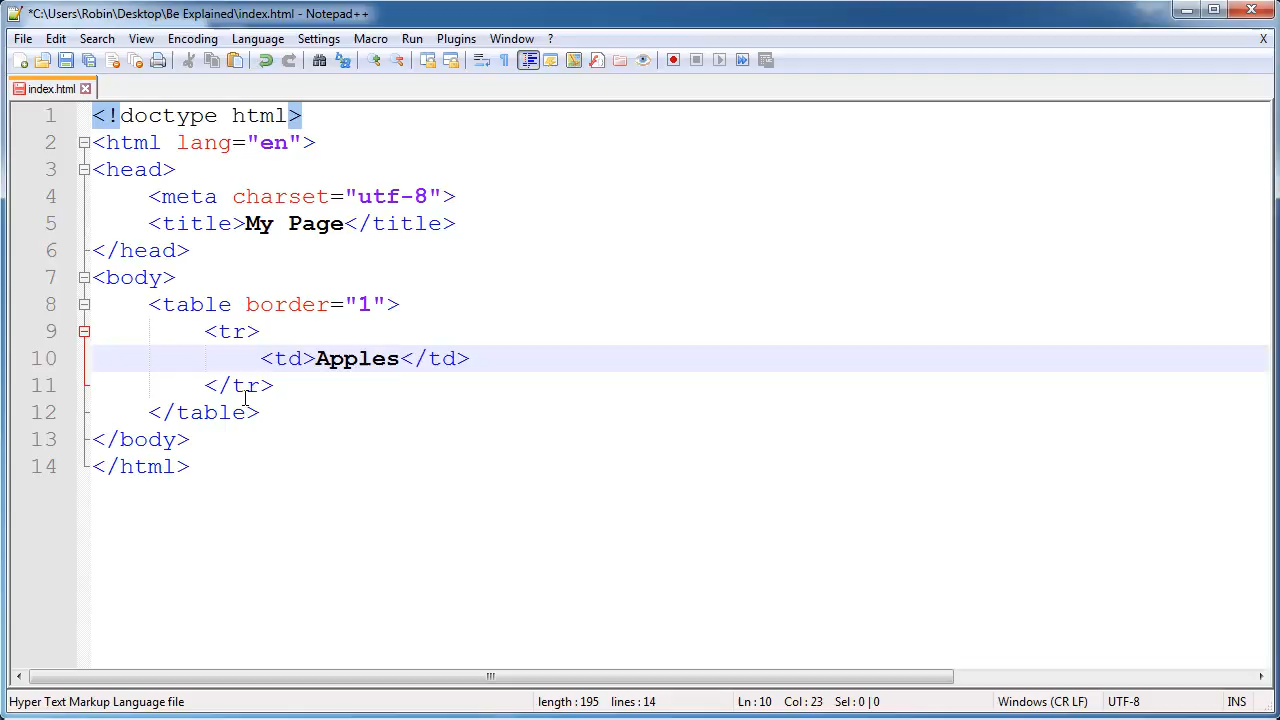 *C:\Users\Robin\Desktop\Be Explained\index.html - Notepad++
File Edit Search View Encoding Language Settings Macro Run Plugins Window ? X
index.html
1 <!doctype html>
2 <html lang="en">
3 <head>
4 <meta charset="utf-8">
5 <title>My Page</title>
6 </head>
7 <body>
8 <table border="1">
9 <tr>
10 <td>Apples</td>
11 </tr>
12 </table>
13 </body>
14 </html>
Hyper Text Markup Language file length : 195 lines : 14 Ln : 10 Col : 23 Sel : 0 | 0 Windows (CR LF) UTF-8 INS